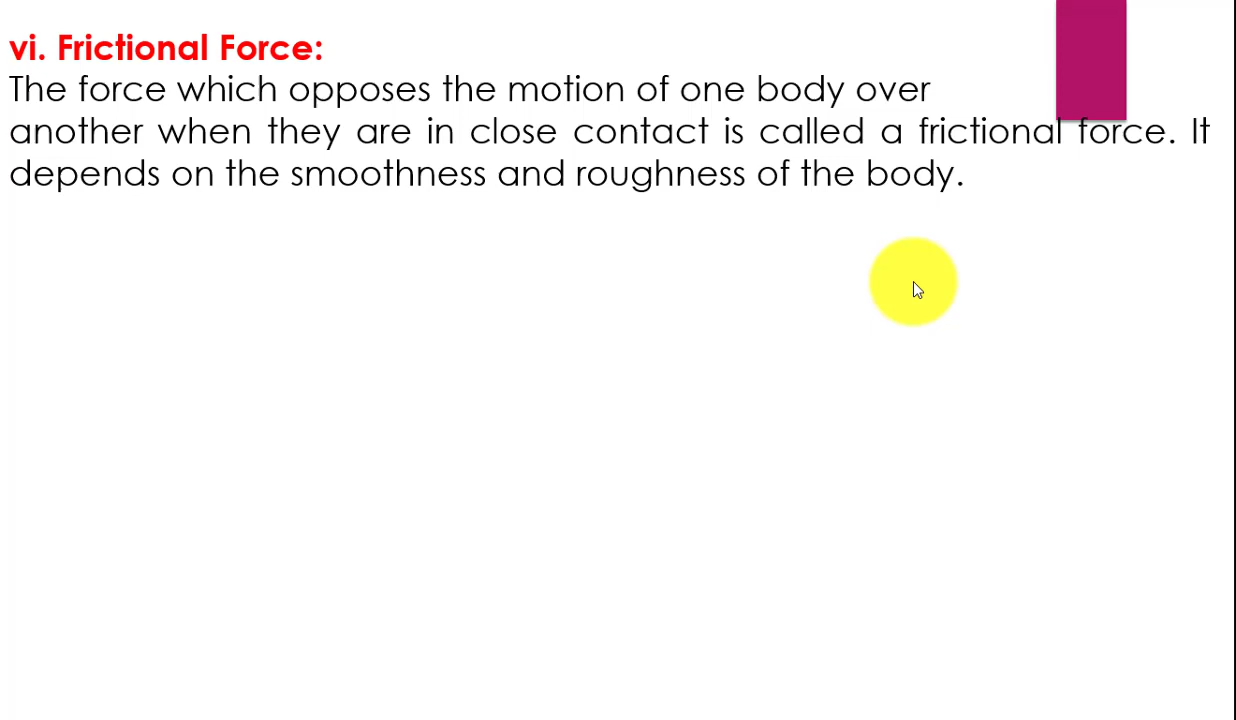 vi. Frictional Force:
The force which opposes the motion of one body over
another when they are in close contact is called a frictional force. It
depends on the smoothness and roughness of the body.